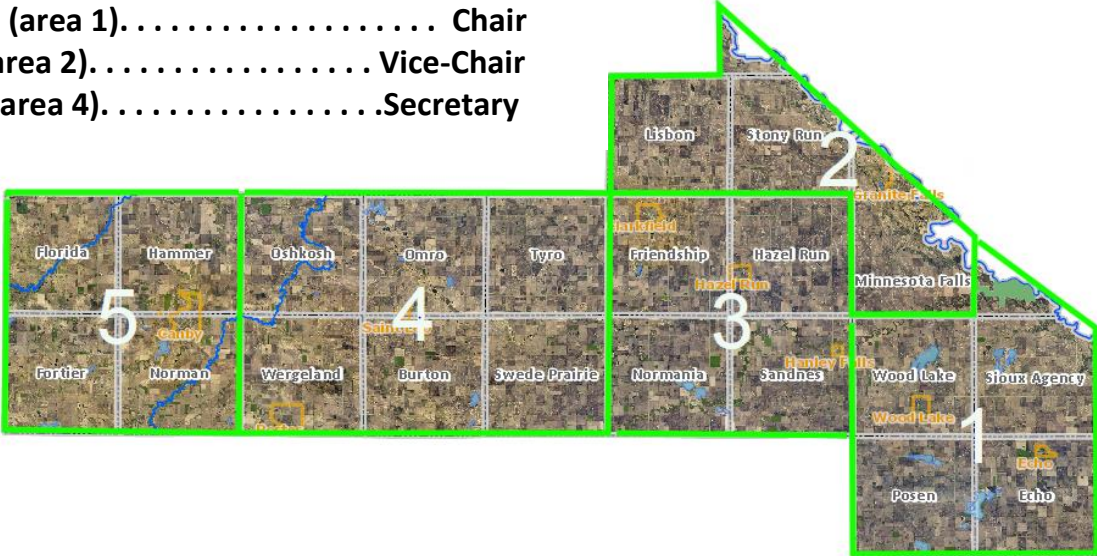 (area 1). . . . . . . . . . . . . . . . . . . Chair
area 2). . . . . . . . . . . . . . . . . . Vice-Chair
area 4). . . . . . . . . . . . . . . . . .Secretary
Lisbon Stony Run
2
Granite Falls
Clarkfield
Florida Hammer Oshkosh Omro Tyro Friendship Hazel Run
Hazel Run
Minnesota Falls
5 4 3
Canby
Hanley Falls
Fortier Norman Wergeland Burton Swede Prairie Normania Sandnes Wood Lake Sioux Agency
Wood Lake
1
Echo
Posen Echo